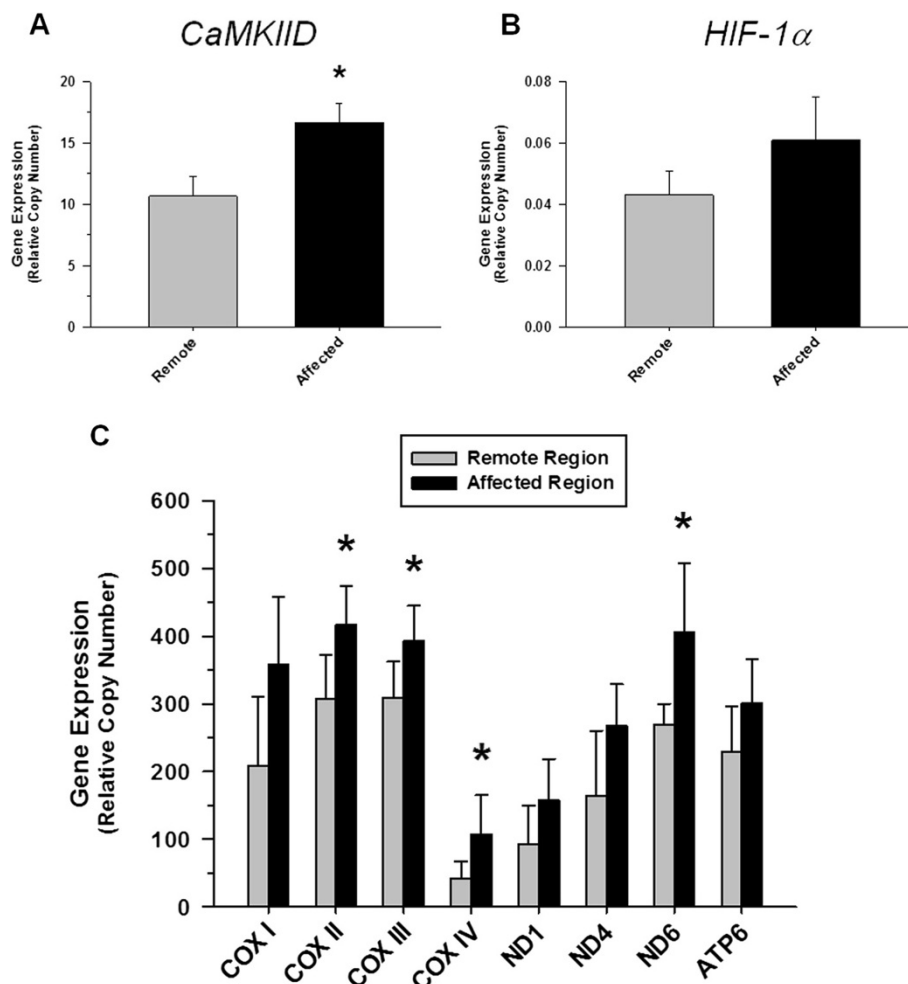 A
CaMKIID
*
20
15
10
5
0
Gene Expression
(Relative Copy Number)
Remote
Affected
B
HIF-1α
0.08
0.06
0.04
0.02
0.00
Gene Expression
(Relative Copy Number)
Remote
Affected
C
Remote Region
Affected Region
600
500
400
300
200
100
0
Gene Expression
(Relative Copy Number)
* * * *
COX I
COX II
COX III
COX IV
ND1
ND4
ND6
ATP6